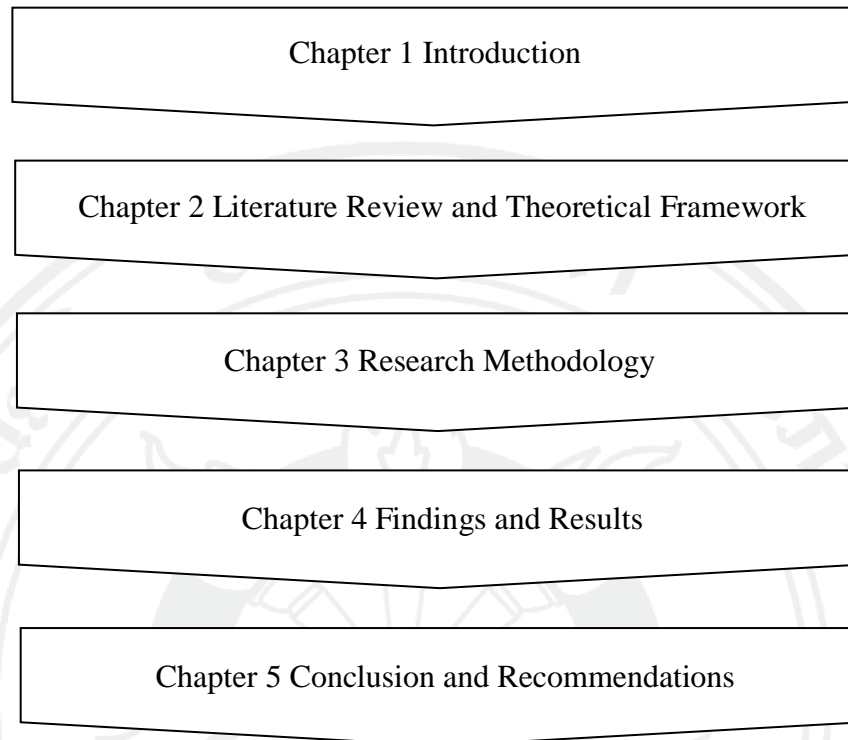 Chapter 1 Introduction
Chapter 2 Literature Review and Theoretical Framework
Chapter 3 Research Methodology
Chapter 4 Findings and Results
Chapter 5 Conclusion and Recommendations